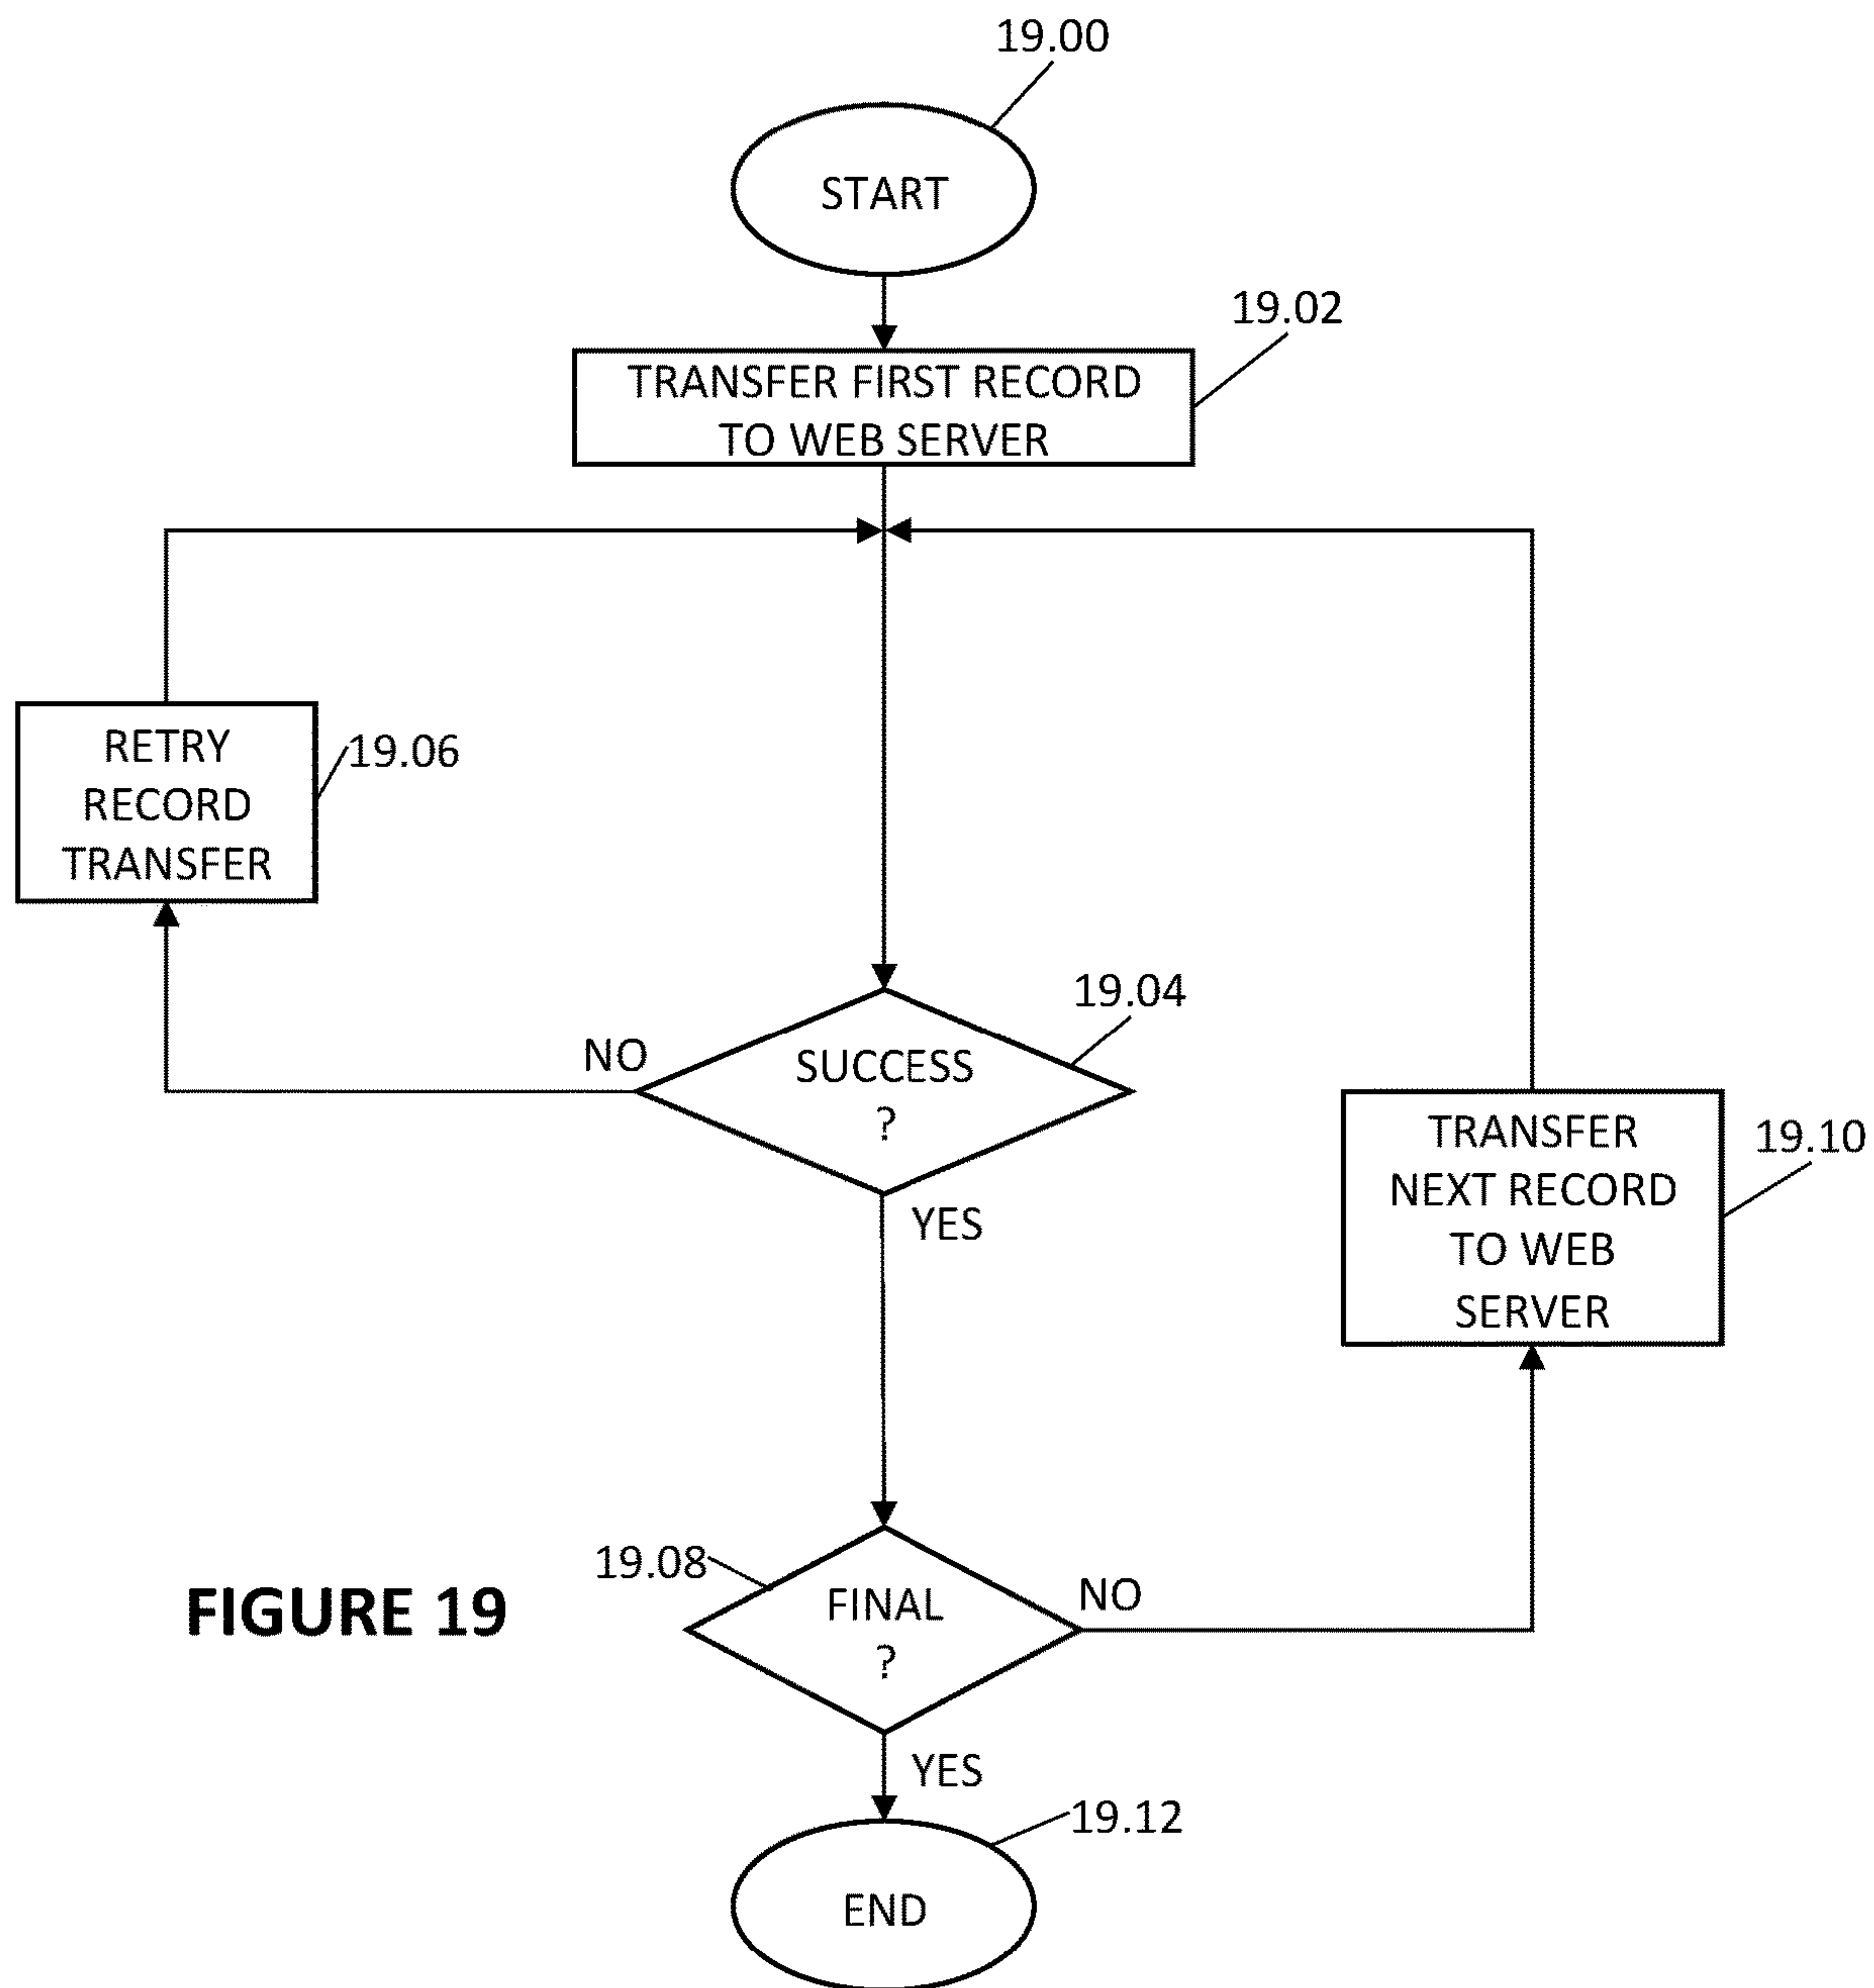 19.00
START
19.02
TRANSFER FIRST RECORD
TO WEB SERVER
RETRY
RECORD
TRANSFER
19.06
19.04
NO
SUCCESS
?
YES
TRANSFER
NEXT RECORD
TO WEB
SERVER
19.10
19.08
FINAL
?
NO
FIGURE 19
YES
19.12
END